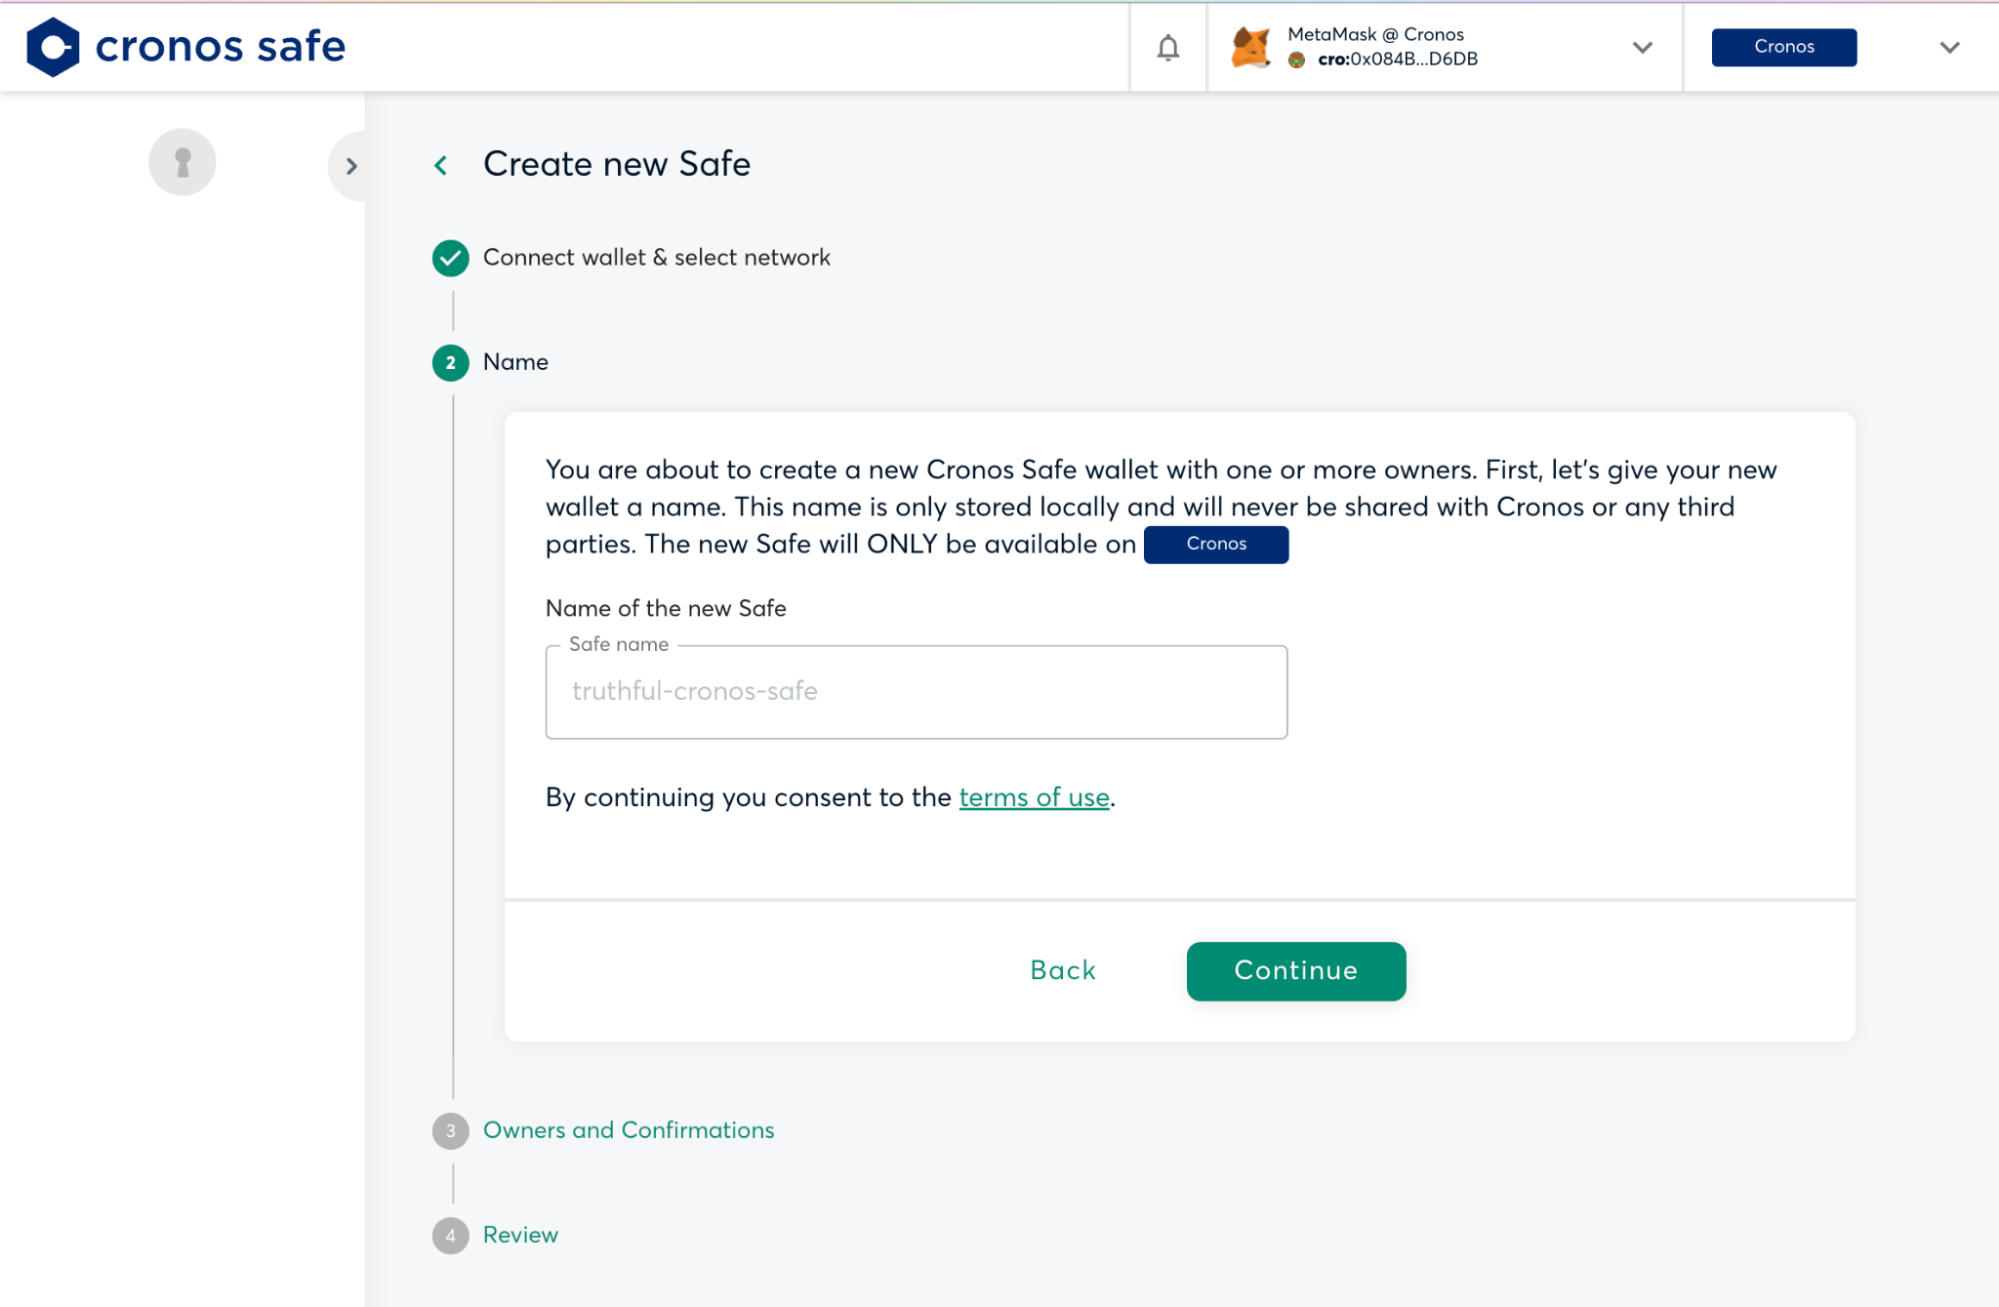 cronos safe
MetaMask @ Cronos
cro:0x084B...D6DB
Cronos
Create new Safe
Connect wallet & select network
2 Name
You are about to create a new Cronos Safe wallet with one or more owners. First, let's give your new
wallet a name. This name is only stored locally and will never be shared with Cronos or any third
parties. The new Safe will ONLY be available on Cronos
Name of the new Safe
Safe name
truthful-cronos-safe
By continuing you consent to the terms of use.
Back Continue
3 Owners and Confirmations
4 Review